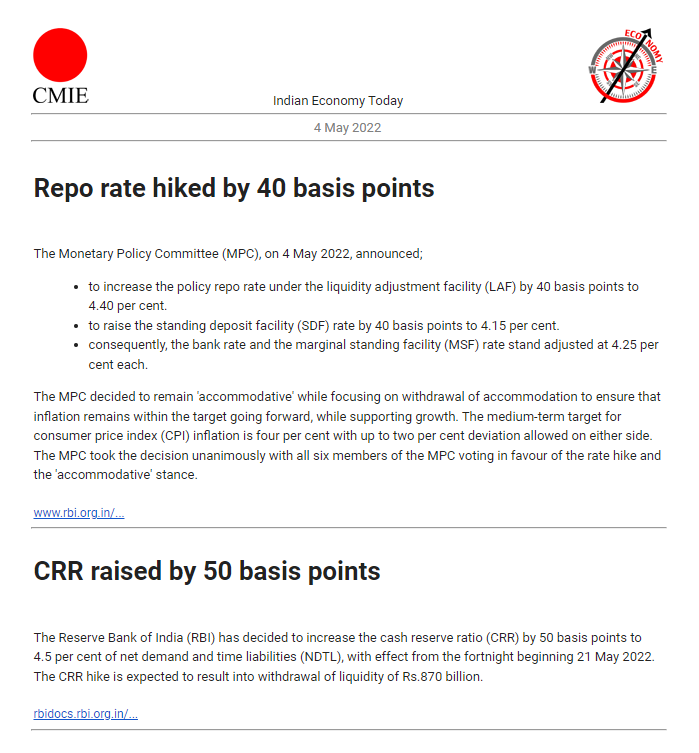 CMIE
ECONOMY
W
E
Indian Economy Today
4 May 2022
Repo rate hiked by 40 basis points
The Monetary Policy Committee (MPC), on 4 May 2022, announced;
• to increase the policy repo rate under the liquidity adjustment facility (LAF) by 40 basis points to
4.40 per cent.
• to raise the standing deposit facility (SDF) rate by 40 basis points to 4.15 per cent.
• consequently, the bank rate and the marginal standing facility (MSF) rate stand adjusted at 4.25 per
cent each.
The MPC decided to remain 'accommodative' while focusing on withdrawal of accommodation to ensure that
inflation remains within the target going forward, while supporting growth. The medium-term target for
consumer price index (CPI) inflation is four per cent with up to two per cent deviation allowed on either side.
The MPC took the decision unanimously with all six members of the MPC voting in favour of the rate hike and
the 'accommodative' stance.
www.rbi.org.in/...
CRR raised by 50 basis points
The Reserve Bank of India (RBI) has decided to increase the cash reserve ratio (CRR) by 50 basis points to
4.5 per cent of net demand and time liabilities (NDTL), with effect from the fortnight beginning 21 May 2022.
The CRR hike is expected to result into withdrawal of liquidity of Rs.870 billion.
rbidocs.rbi.org.in/...